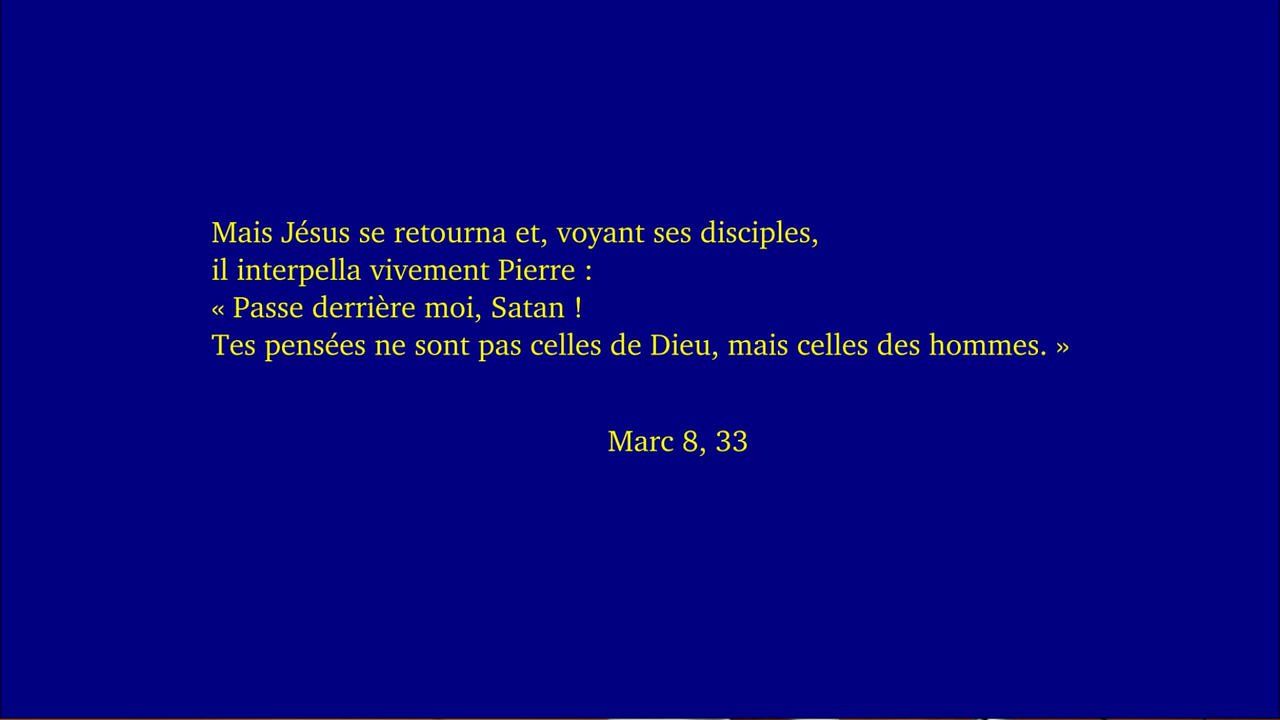 Mais Jésus se retourna et, voyant ses disciples,
il interpella vivement Pierre :
« Passe derrière moi, Satan !
Tes pensées ne sont pas celles de Dieu, mais celles des hommes. »
Marc 8, 33